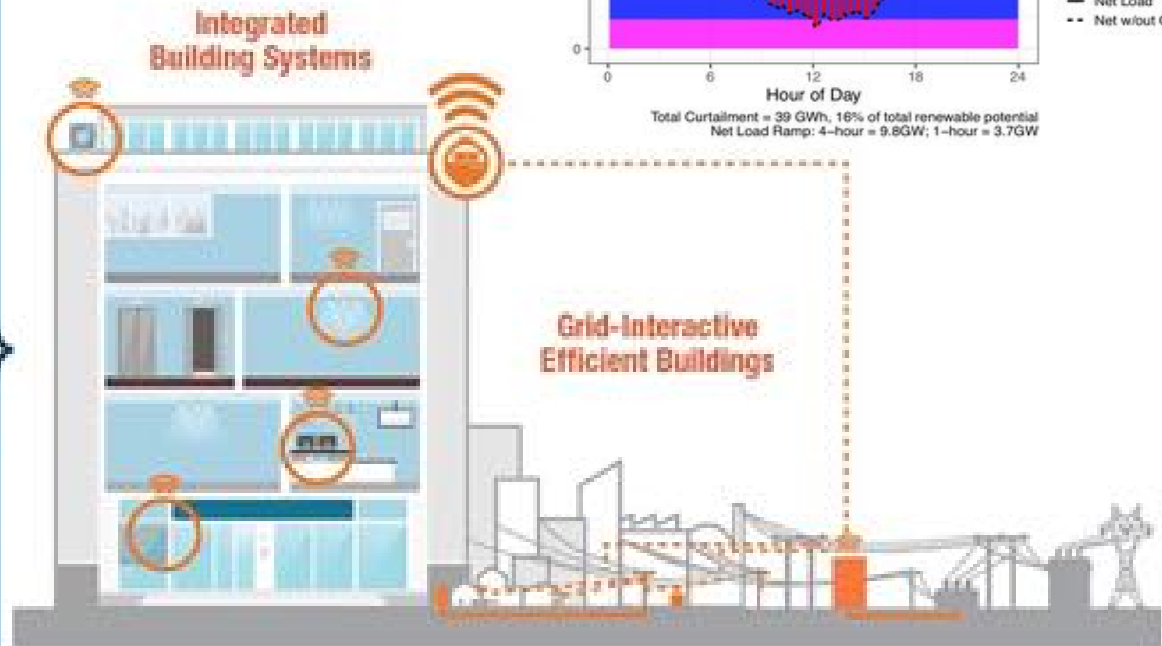 Integrated
Building Systems
Net Load
Net w/out
0
0 6 12 18 24
Hour of Day
Total Curtailment = 39 GWh, 16% of total renewable potential
Net Load Ramp: 4-hour = 9.8GW; 1-hour = 3.7GW
Grid-Interactive
Efficient Buildings